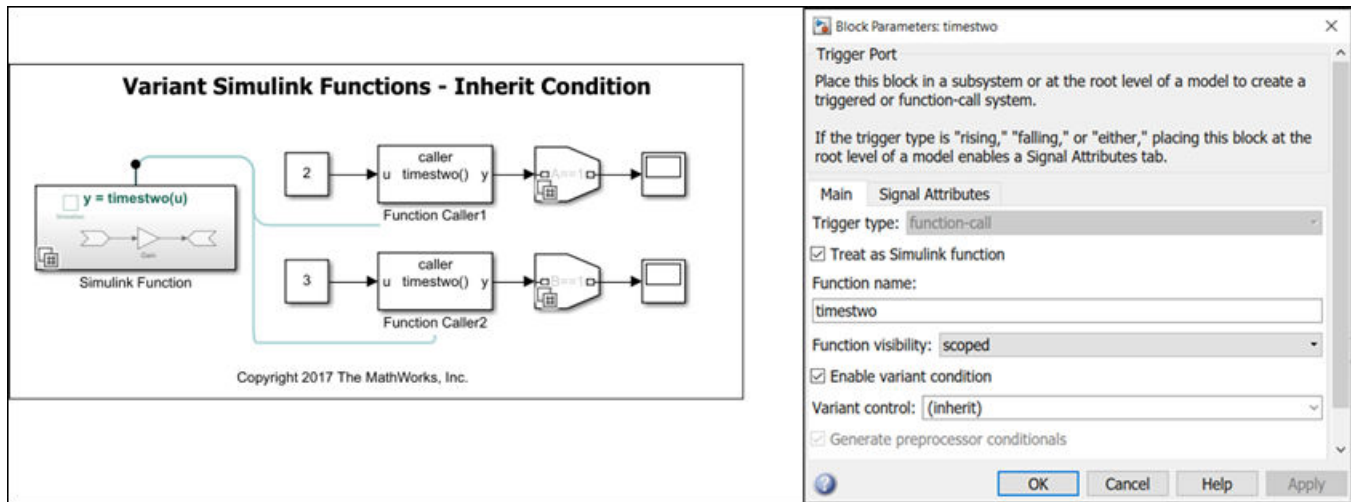 Variant Simulink Functions - Inherit Condition
y = timestwo(u)
Gain
Simulink Function
2
caller
u timestwo() y
Function Caller1
A==1
3
caller
u timestwo() y
Function Caller2
B==1
Copyright 2017 The MathWorks, Inc.
Block Parameters: timestwo
Trigger Port
Place this block in a subsystem or at the root level of a model to create a
triggered or function-call system.
If the trigger type is "rising," "falling," or "either," placing this block at the
root level of a model enables a Signal Attributes tab.
Main Signal Attributes
Trigger type: function-call
Treat as Simulink function
Function name:
timestwo
Function visibility: scoped
Enable variant condition
Variant control: (inherit)
Generate preprocessor conditionals
OK Cancel Help Apply